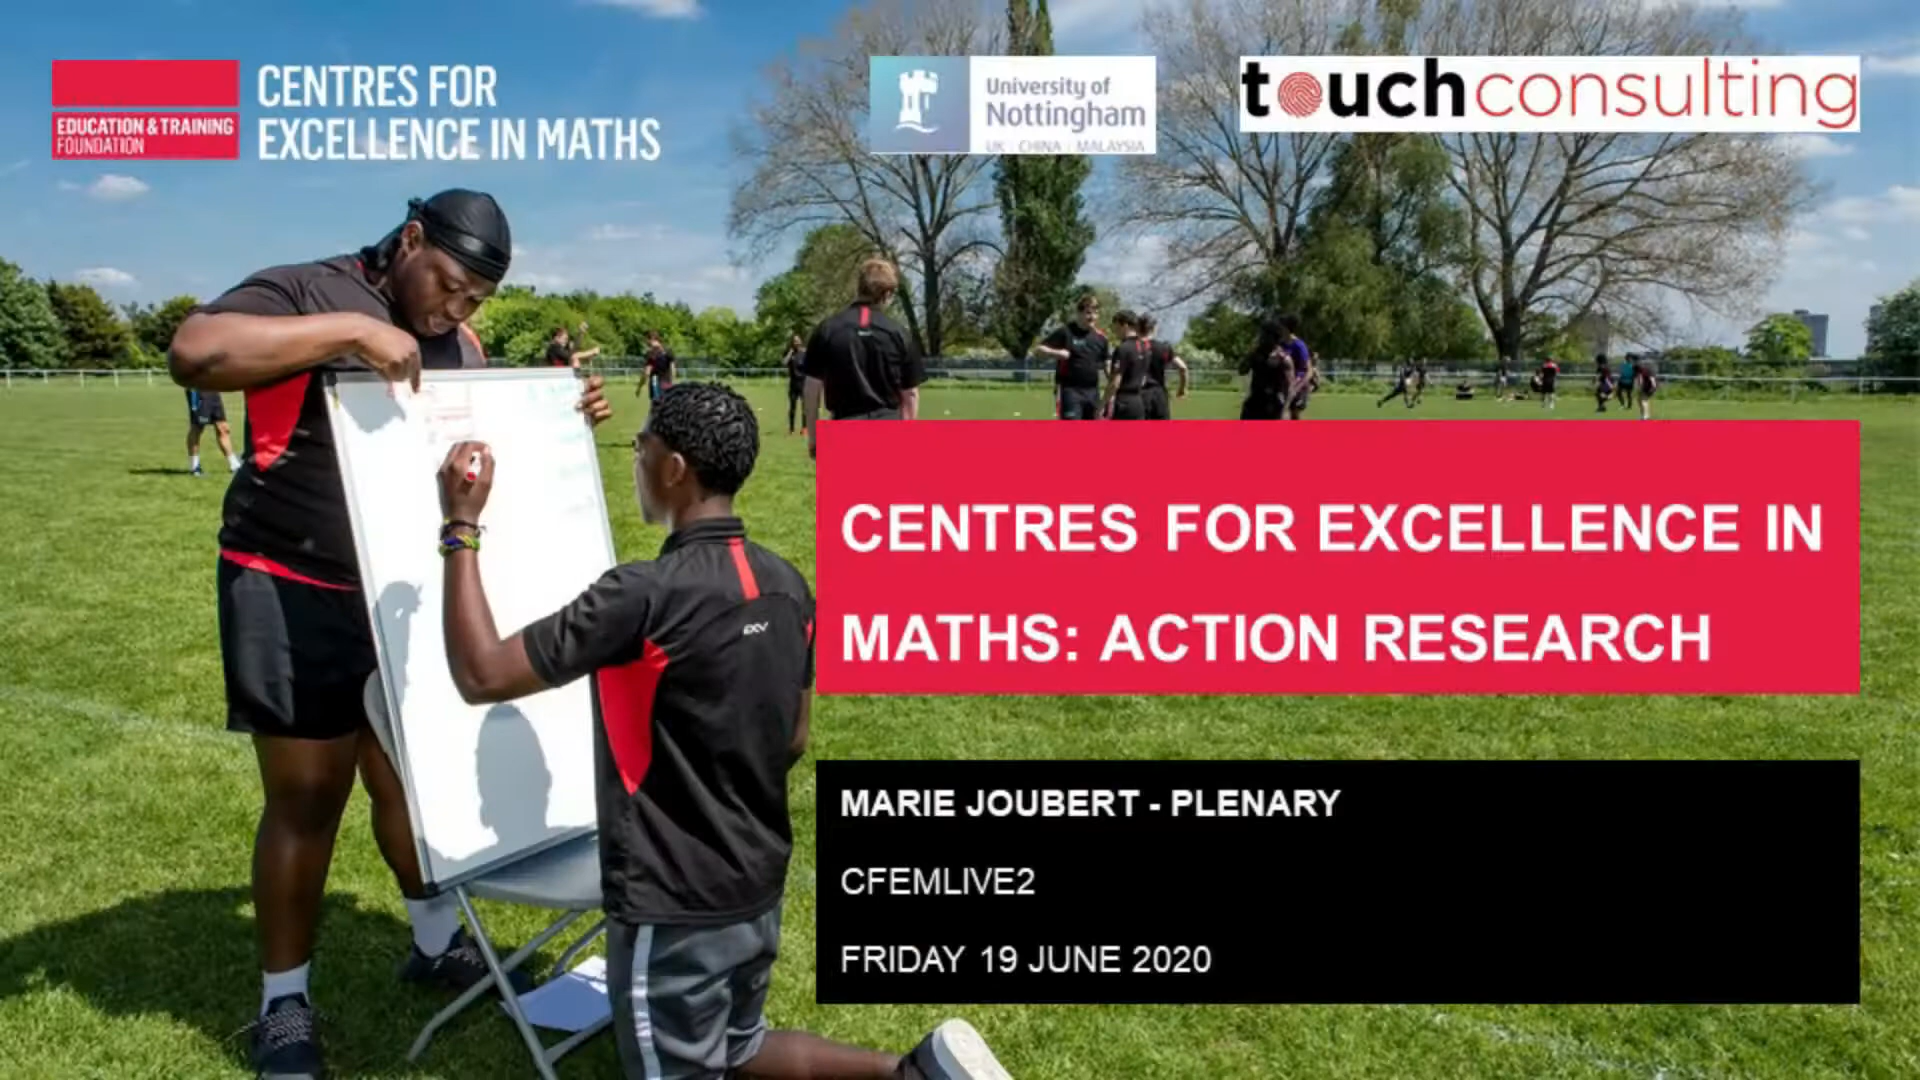 EDUCATION & TRAINING
FOUNDATION
CENTRES FOR
EXCELLENCE IN MATHS
University of
Nottingham
UK | CHINA | MALAYSIA
touchconsulting
CENTRES FOR EXCELLENCE IN
MATHS: ACTION RESEARCH
MARIE JOUBERT - PLENARY
CFEMLIVE2
FRIDAY 19 JUNE 2020